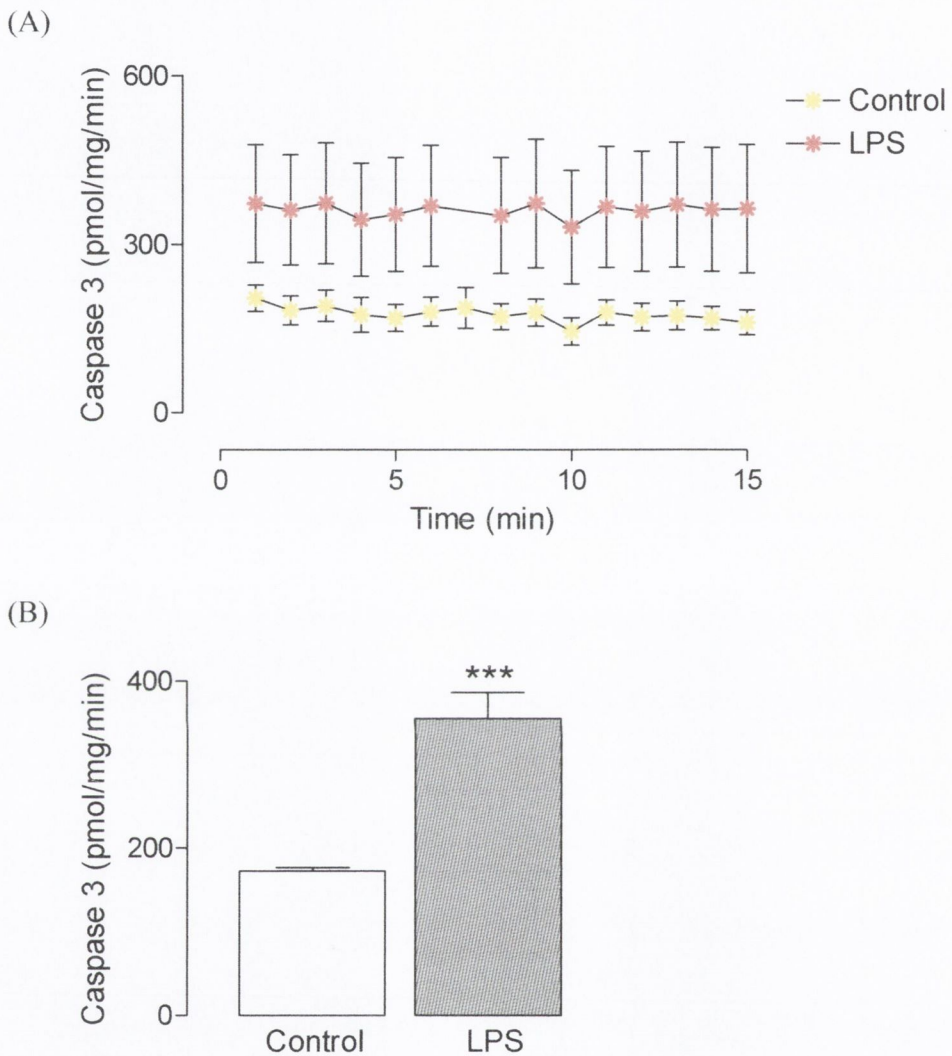 (A)
Caspase 3 (pmol/mg/min)
600
300
0
Control
LPS
0 5 10 15
Time (min)
(B)
Caspase 3 (pmol/mg/min)
400
200
0
***
Control LPS